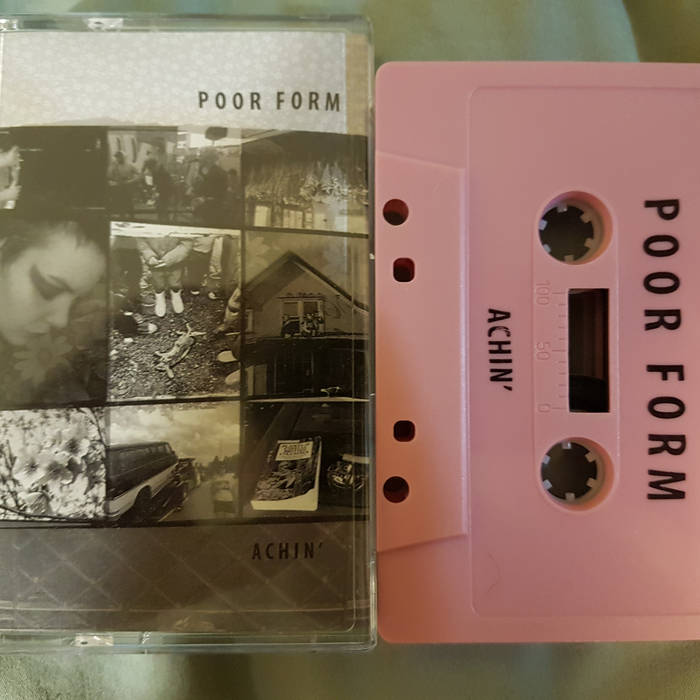 POOR FORM
ACHIN'
POOR FORM
ACHIN'
100
50
0